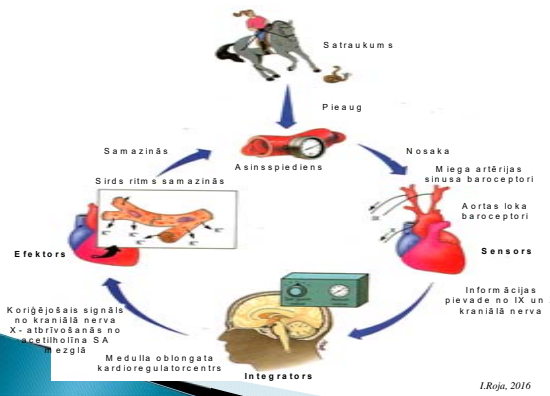 Satraukums
Pieaug
Samazinās
Nosaka
Asinsspiediens
Miega artērijas
sinusa baroceptori
Sirds ritms samazinās
Aortas loka
baroceptori
Efektors
Sensors
Informācijas
pievade no IX un
kraniālā nerva
Koriģējošais signāls
no kraniālā nerva
X- atbrīvošanās no
acetilholīna SA
mezglā
Medulla oblongata
kardioregulatorcentrs
Integrators
I.Roja, 2016